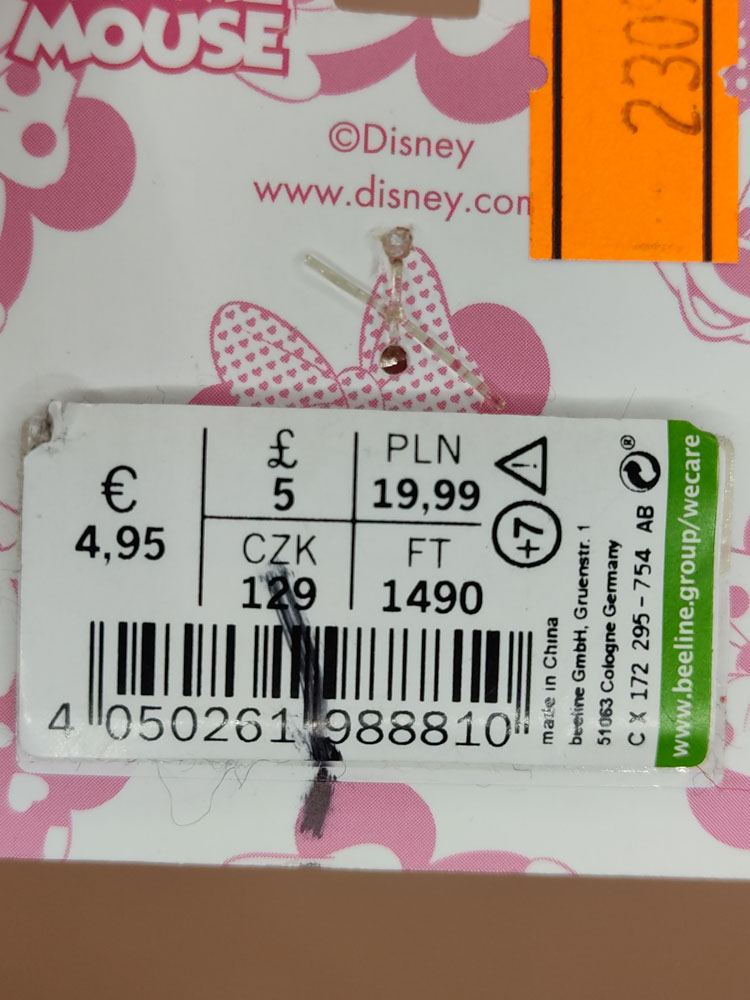 MOUSE
©Disney
www.disney.com
230
€
4,95
£
5
PLN
19,99
CZK
129
FT
1490
+7
4 050261 988810
made in China
beeline GmbH, Gruenstr. 1
51063 Cologne Germany
C X 172 295-754 AB
www.beeline.group/wecare